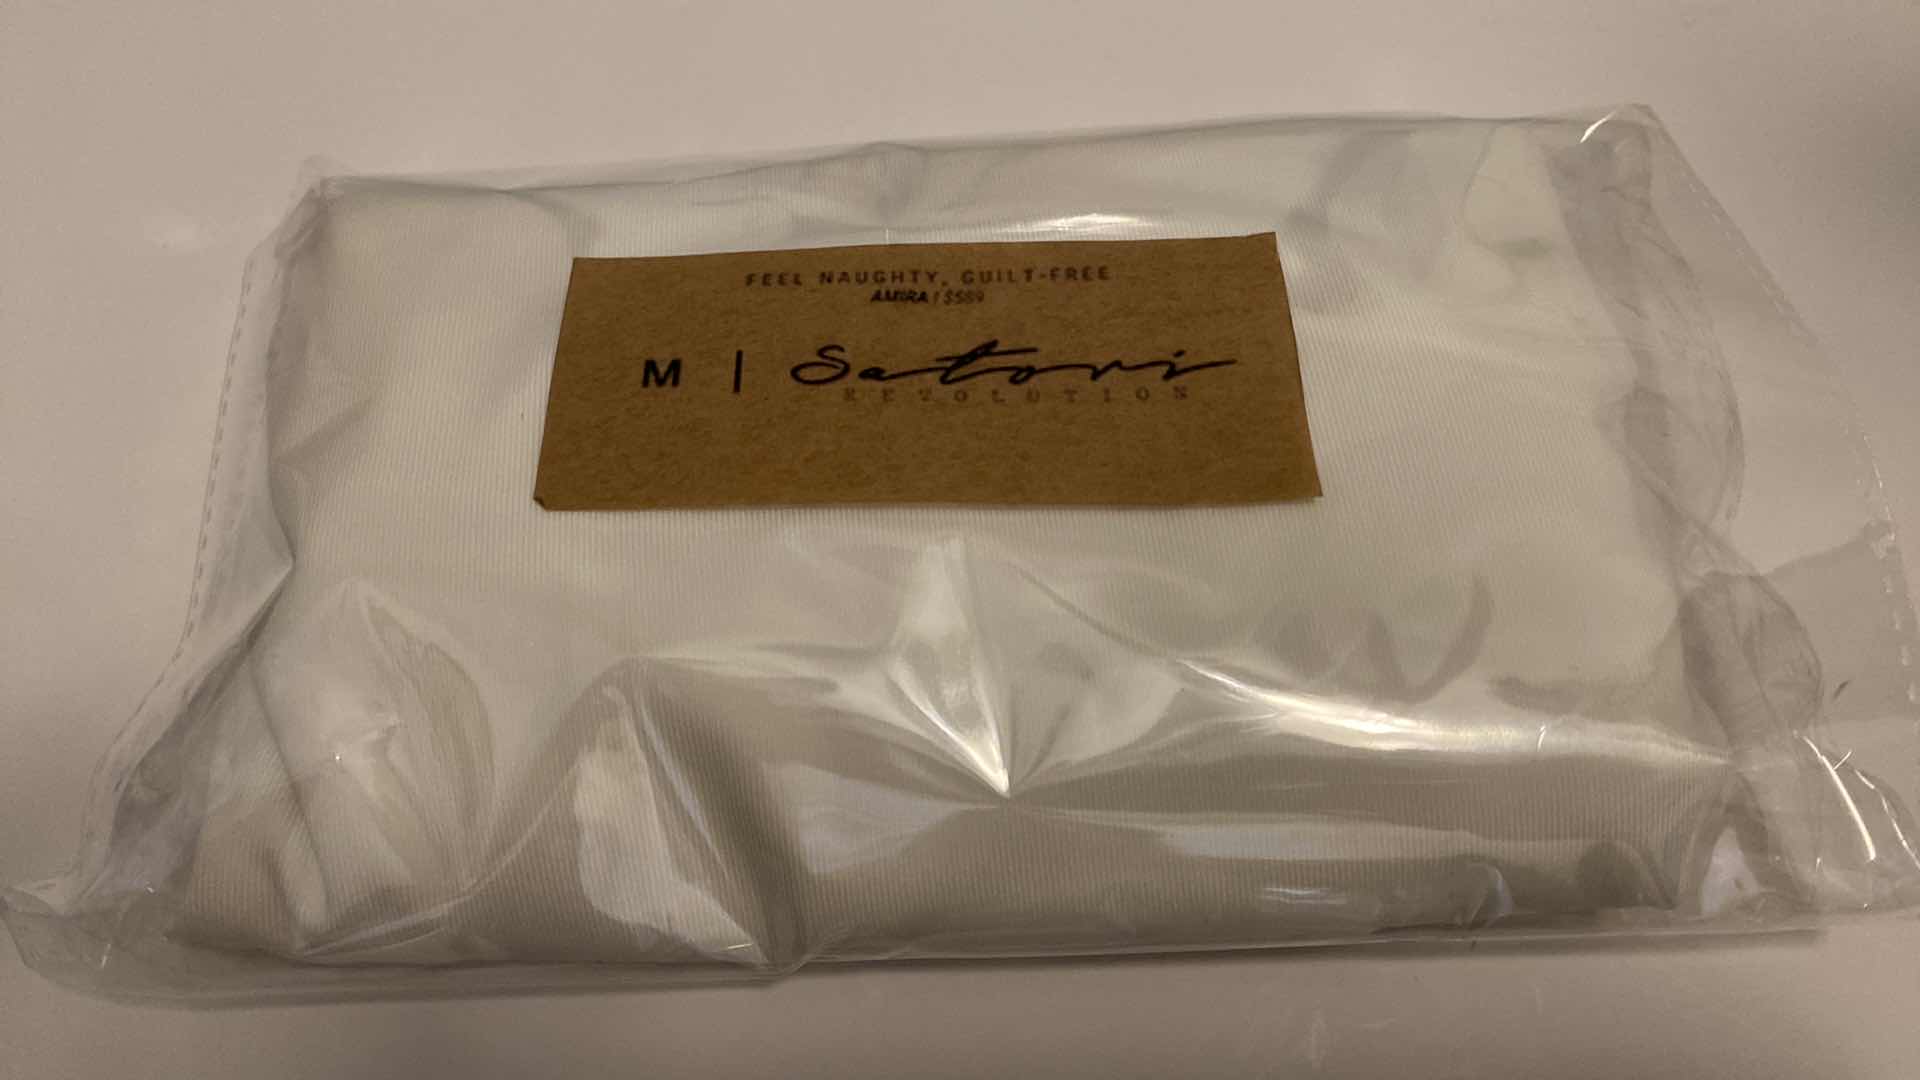 FEEL NAUGHTY, GUILT-FREE
AMIRA / $589
M | Satori
REVOLUTION